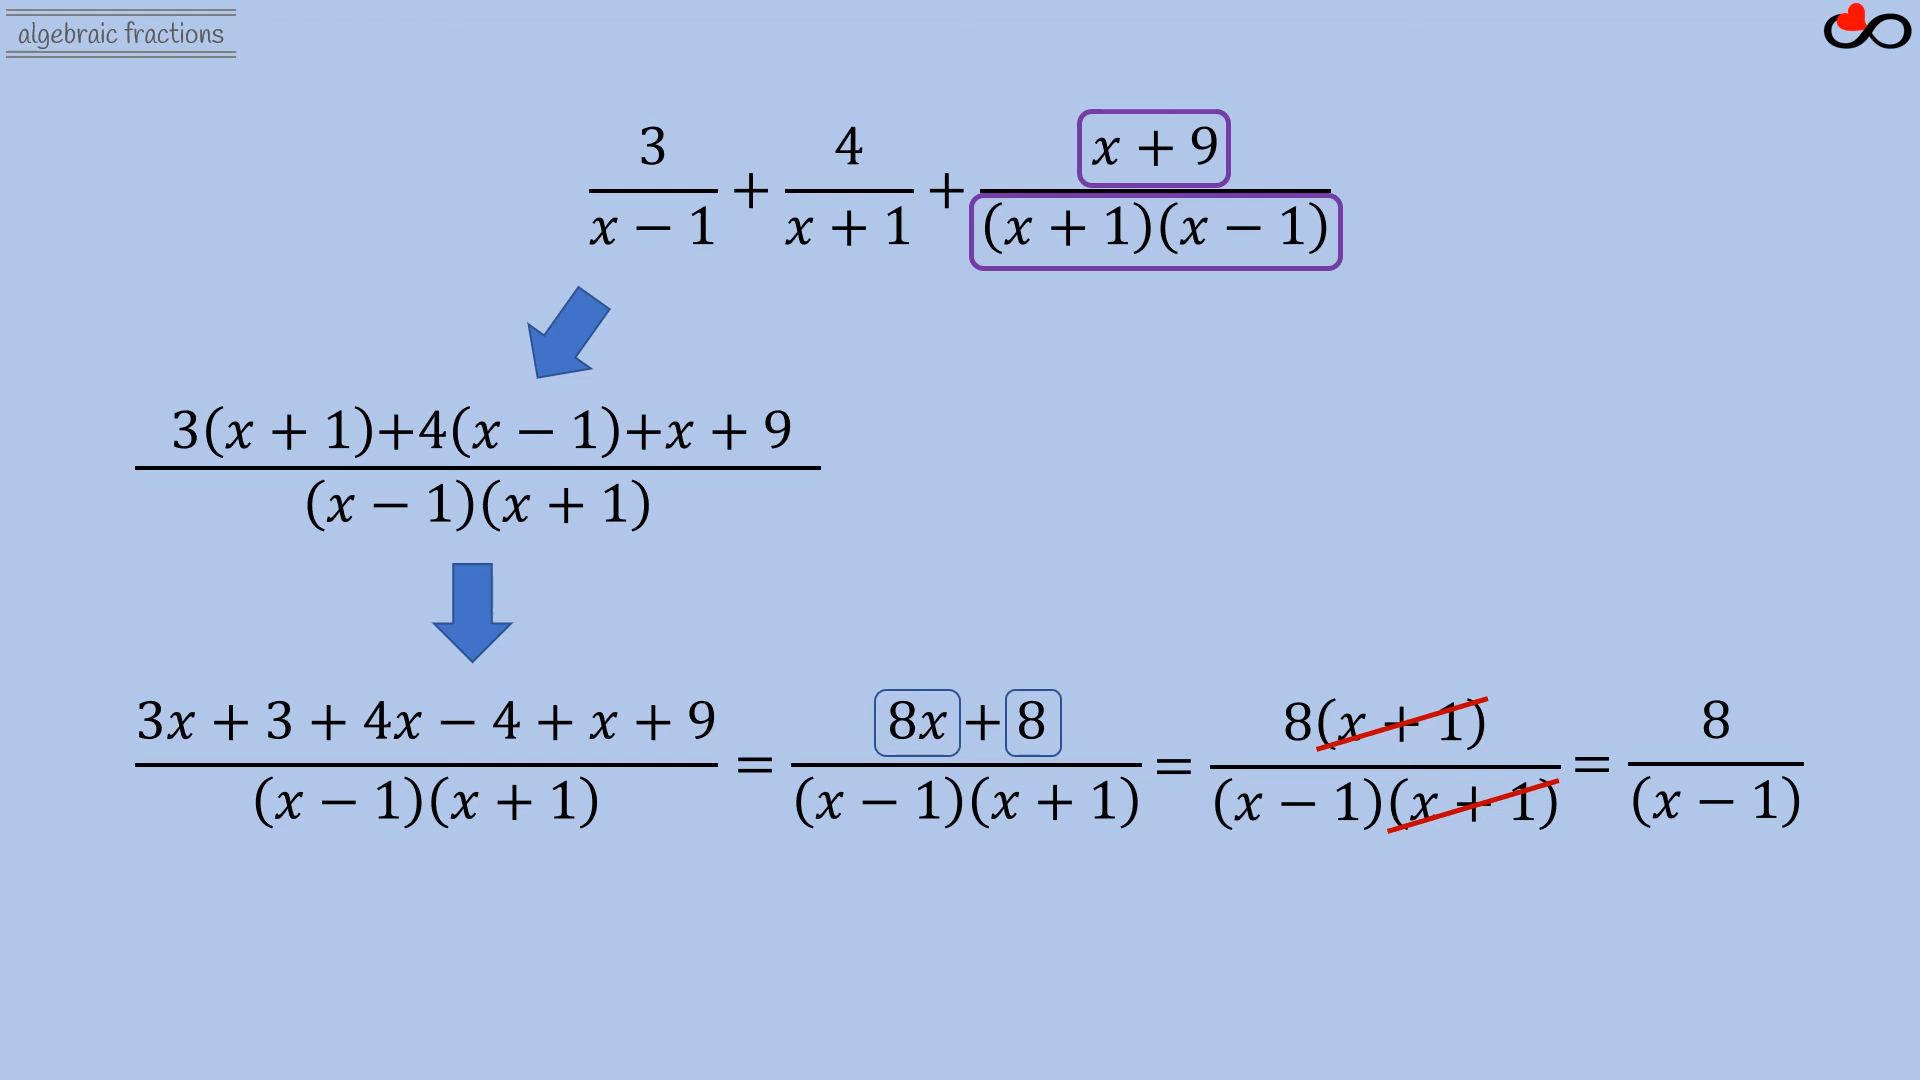 algebraic fractions
3/(x − 1) + 4/(x + 1) + (x + 9)/((x + 1)(x − 1))
(3(x + 1)+4(x − 1)+x + 9)/((x − 1)(x + 1))
(3x + 3 + 4x − 4 + x + 9)/((x − 1)(x + 1)) = (8x+8)/((x − 1)(x + 1)) = (8(x + 1))/((x − 1)(x + 1)) = 8/((x − 1))